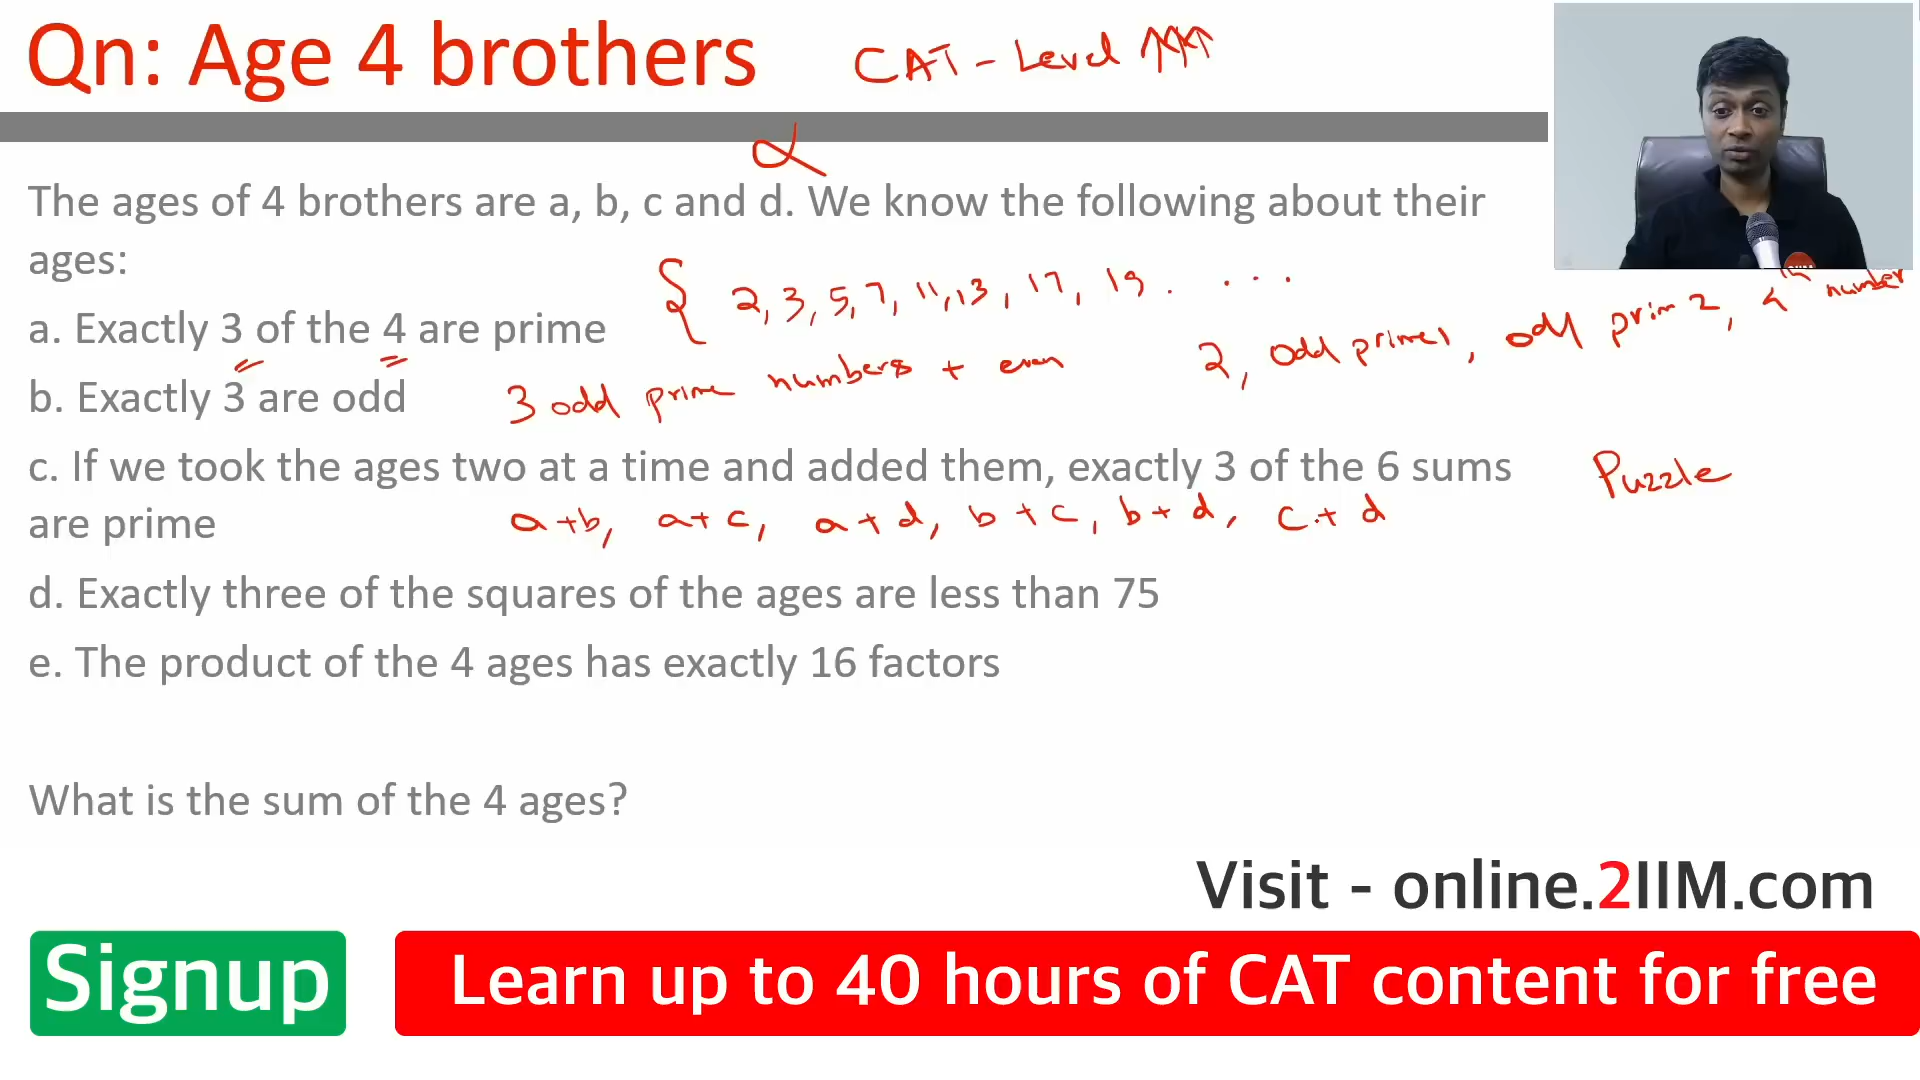 Qn: Age 4 brothers
CAT - Level ↑↑↑
The ages of 4 brothers are a, b, c and d. We know the following about their
ages:
{ 2, 3, 5, 7, 11, 13, 17, 19. ...
a. Exactly 3 of the 4 are prime
2, odd prime1, odd prim 2, 4th number
b. Exactly 3 are odd
3 odd prime numbers + even
c. If we took the ages two at a time and added them, exactly 3 of the 6 sums
Puzzle
are prime
a+b, a+c, a+d, b+c, b+d, c+d
d. Exactly three of the squares of the ages are less than 75
e. The product of the 4 ages has exactly 16 factors
What is the sum of the 4 ages?
Visit - online.2IIM.com
Signup
Learn up to 40 hours of CAT content for free